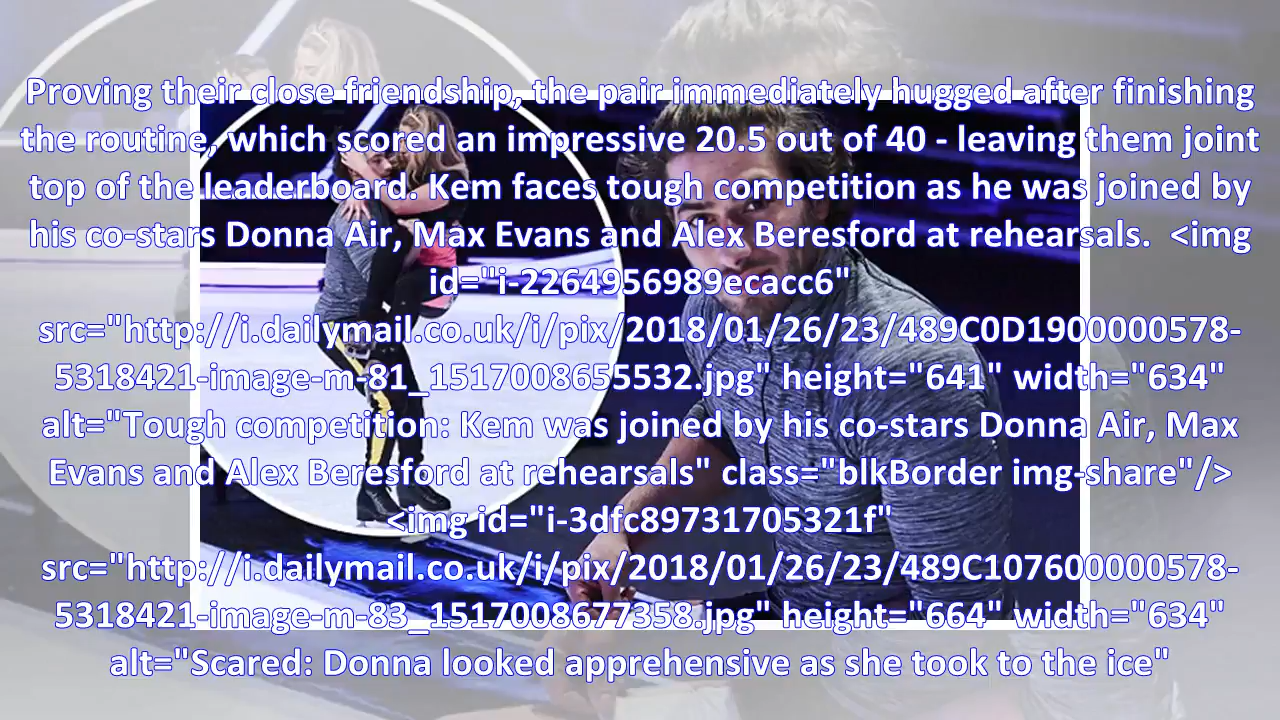 Proving their close friendship, the pair immediately hugged after finishing
the routine, which scored an impressive 20.5 out of 40 - leaving them joint
top of the leaderboard. Kem faces tough competition as he was joined by
his co-stars Donna Air, Max Evans and Alex Beresford at rehearsals.  <img
id="i-2264956989ecacc6"
src="http://i.dailymail.co.uk/i/pix/2018/01/26/23/489C0D1900000578-
5318421-image-m-81_1517008655532.jpg" height="641" width="634"
alt="Tough competition: Kem was joined by his co-stars Donna Air, Max
Evans and Alex Beresford at rehearsals" class="blkBorder img-share"/>
<img id="i-3dfc89731705321f"
src="http://i.dailymail.co.uk/i/pix/2018/01/26/23/489C107600000578-
5318421-image-m-83_1517008677358.jpg" height="664" width="634"
alt="Scared: Donna looked apprehensive as she took to the ice"